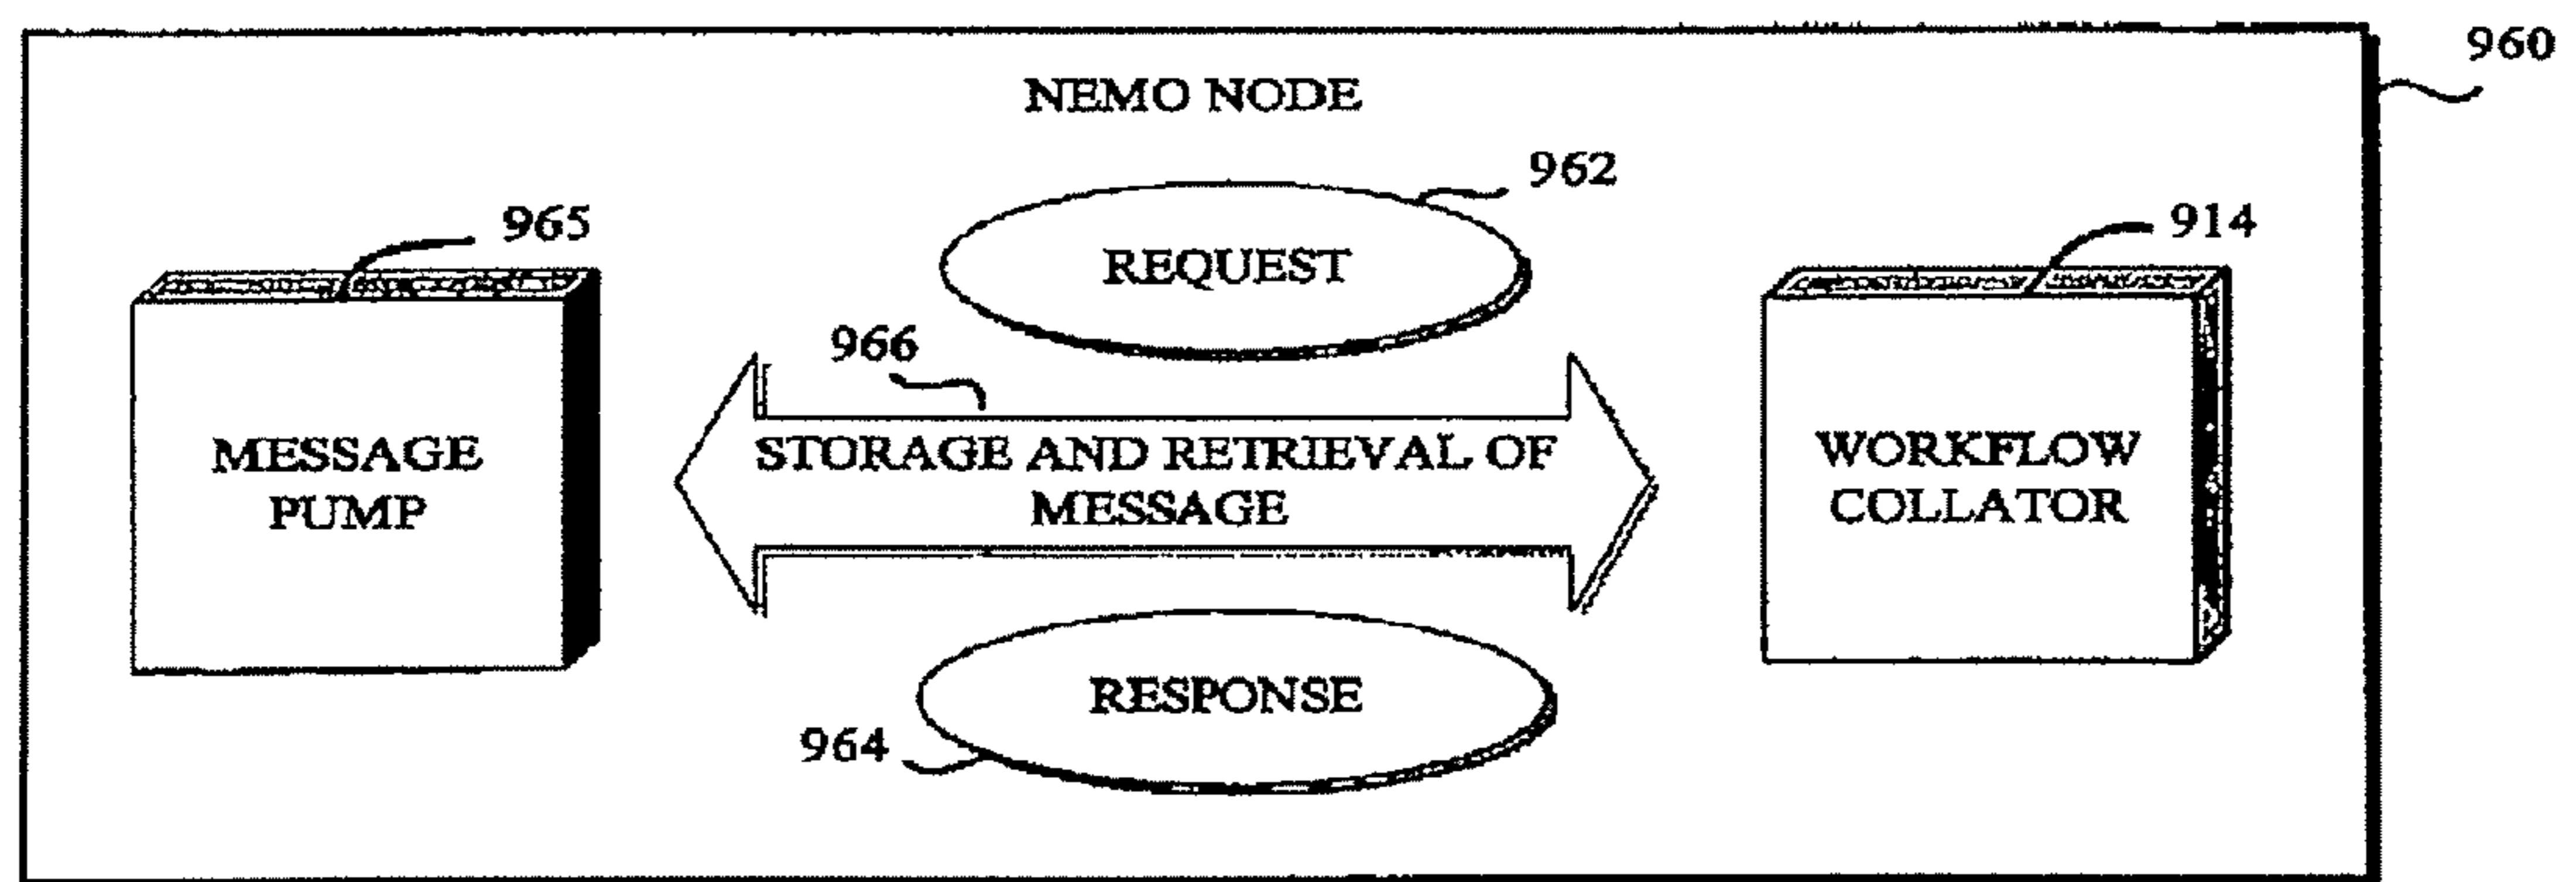 960
NEMO NODE
962
965
914
REQUEST
966
MESSAGE
PUMP
STORAGE AND RETRIEVAL OF
MESSAGE
WORKFLOW
COLLATOR
RESPONSE
964